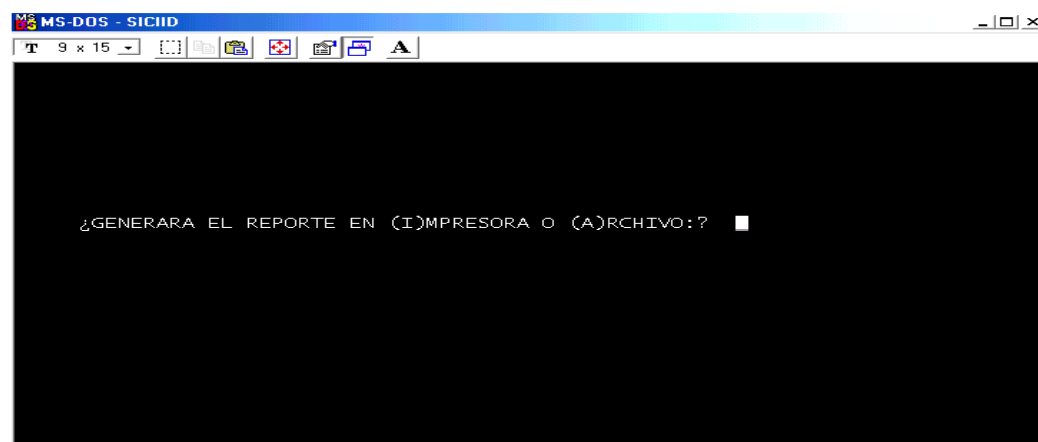 MS-DOS - SICIID
9 x 15
A
¿GENERARA EL REPORTE EN (I)MPRESORA O (A)RCHIVO:?